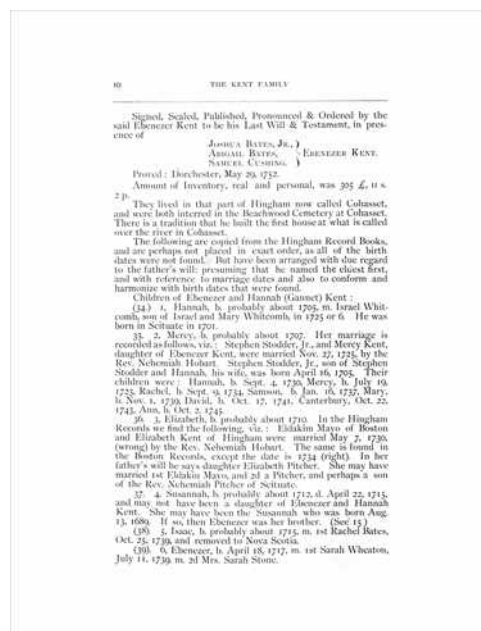 THE KENT FAMILY
Signed, Sealed, Published, Pronounced & Ordered by the
said Ebenezer Kent to be his Last Will & Testament, in pres-
ence of
JOSHUA BATES, JR.,
ABIGAIL BATES, EBENEZER KENT.
SAMUEL CUSHING.
Proved: Dorchester, May 29, 1752.
Amount of Inventory, real and personal, was 305 £, 11 s.
2 p.
They lived in that part of Hingham now called Cohasset,
and were both interred in the Beachwood Cemetery at Cohasset.
There is a tradition that he built the first house at what is called
over the river in Cohasset.
The following are copied from the Hingham Record Books,
and are perhaps not placed in exact order, as all of the birth
dates were not found. But have been arranged with due regard
to the father's will: presuming that he named the eldest first,
and with reference to marriage dates and also to conform and
harmonize with birth dates that were found.
Children of Ebenezer and Hannah (Gannet) Kent:
(34.) 1, Hannah, b. probably about 1705, m. Israel Whit-
comb, son of Israel and Mary Whitcomb, in 1725 or 6. He was
born in Scituate in 1701.
35. 2, Mercy, b. probably about 1707. Her marriage is
recorded as follows, viz.: Stephen Stodder, Jr., and Mercy Kent,
daughter of Ebenezer Kent, were married Nov. 27, 1725, by the
Rev. Nehemiah Hobart. Stephen Stodder, Jr., son of Stephen
Stodder and Hannah, his wife, was born April 16, 1705. Their
children were: Hannah, b. Sept. 4, 1730, Mercy, b. July 19,
1725, Rachel, b. Sept. 9, 1734, Samson, b. Jan. 16, 1737, Mary,
b. Nov. 1, 1739, David, b. Oct. 17, 1741, Canterbury, Oct. 22,
1743, Ann, b. Oct. 2, 1745.
36. 3, Elizabeth, b. probably about 1710. In the Hingham
Records we find the following, viz.: Eldakim Mayo of Boston
and Elizabeth Kent of Hingham were married May 7, 1730,
(wrong) by the Rev. Nehemiah Hobart. The same is found in
the Boston Records, except the date is 1734 (right). In her
father's will he says daughter Elizabeth Pitcher. She may have
married 1st Eldakim Mayo, and 2d a Pitcher, and perhaps a son
of the Rev. Nehemiah Pitcher of Scituate.
37. 4, Susannah, b. probably about 1712, d. April 22, 1715,
and may not have been a daughter of Ebenezer and Hannah
Kent. She may have been the Susannah who was born Aug.
13, 1689. If so, then Ebenezer was her brother. (See 15)
(38). 5, Isaac, b. probably about 1715, m. 1st Rachel Bates,
Oct. 25, 1739, and removed to Nova Scotia.
(39). 6, Ebenezer, b. April 18, 1717, m. 1st Sarah Wheaton,
July 11, 1739, m. 2d Mrs. Sarah Stone.